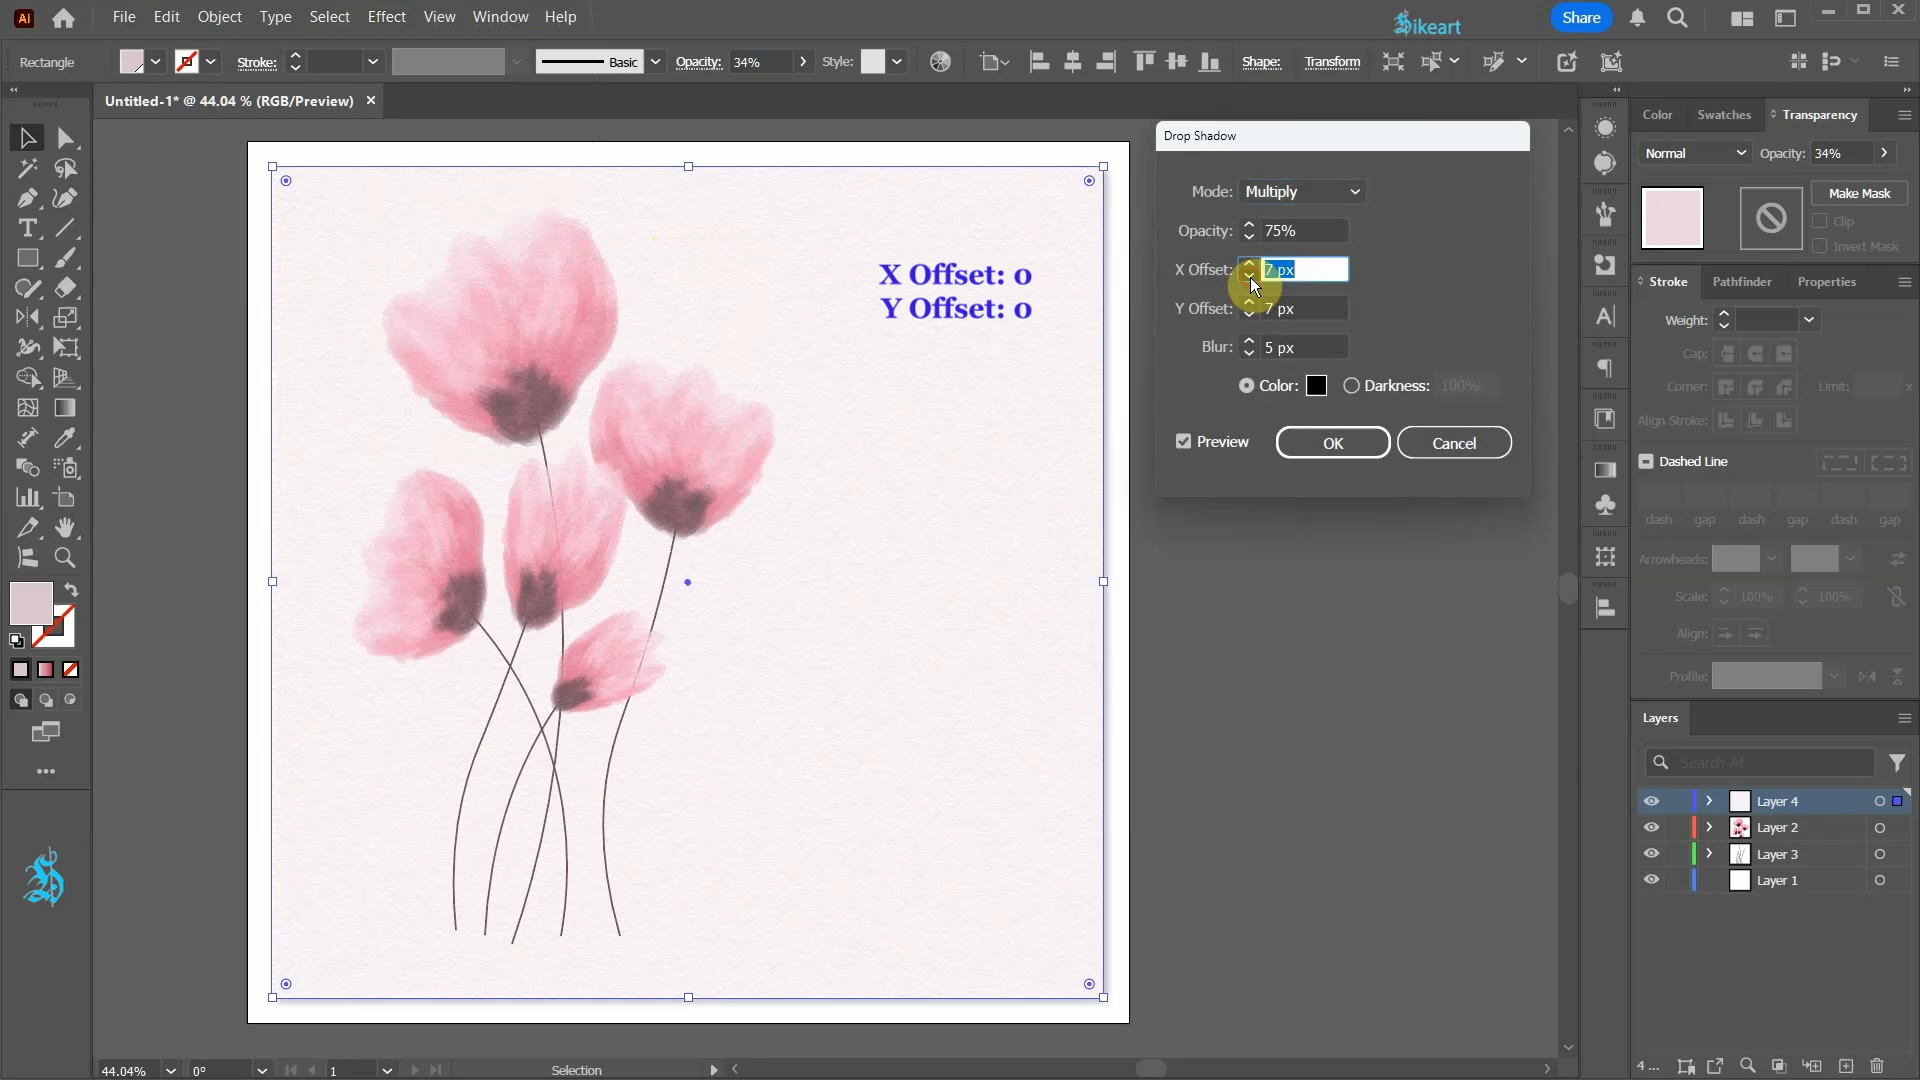 Ai
File Edit Object Type Select Effect View Window Help
Sikeart
Share
Rectangle
Stroke:
Basic
Opacity: 34%
Style:
Shape:
Transform
Untitled-1* @ 44.04 % (RGB/Preview)
Color Swatches Transparency
Normal
Opacity: 34%
Make Mask
Clip
Invert Mask
Drop Shadow
Mode: Multiply
Opacity: 75%
X Offset: 7 px
Y Offset: 7 px
Blur: 5 px
Color:
Darkness: 100%
Preview
OK
Cancel
X Offset: 0
Y Offset: 0
Stroke Pathfinder Properties
Weight:
Cap:
Corner:
Limit:
x
Align Stroke:
Dashed Line
dash gap dash gap dash gap
Arrowheads:
Scale: 100% 100%
Align:
Profile:
Layers
Search All
Layer 4
Layer 2
Layer 3
Layer 1
4 ...
44.04%
0°
1
Selection